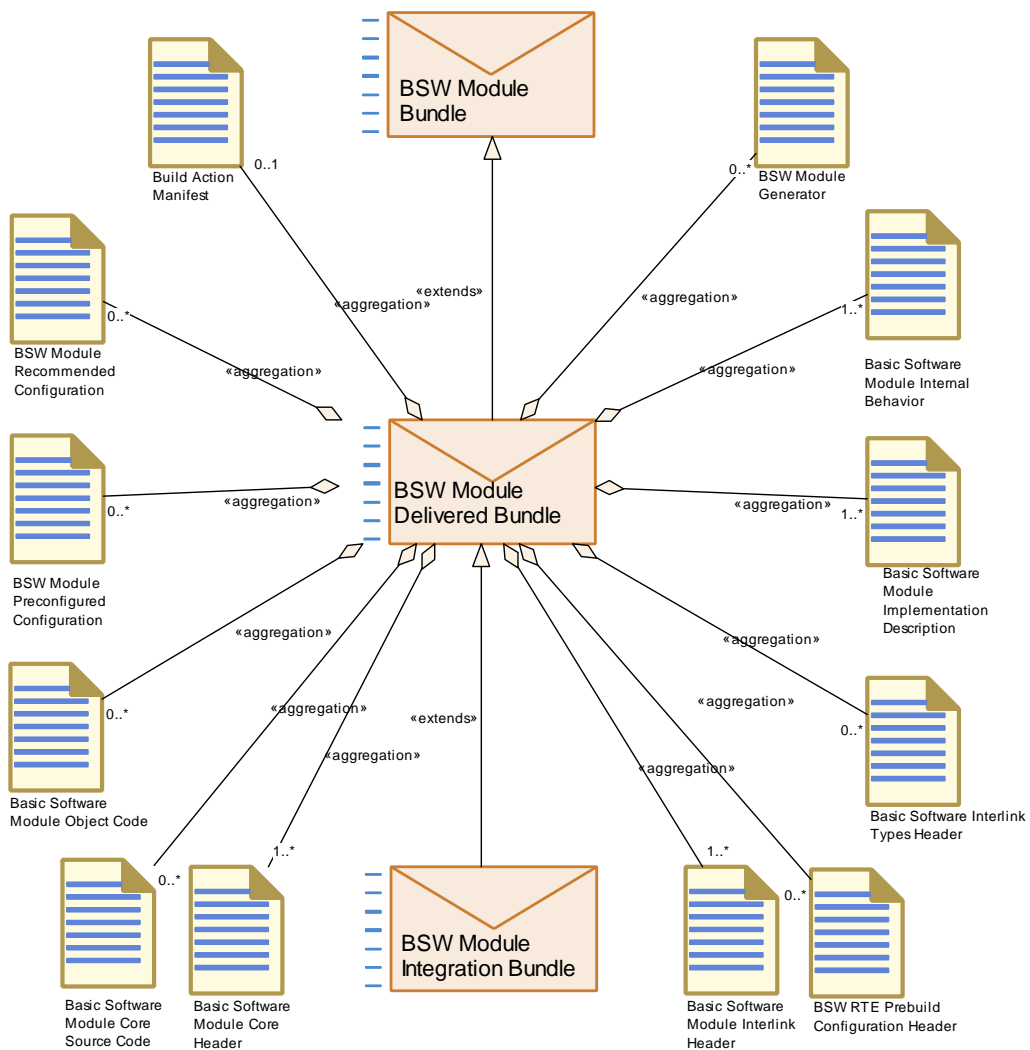 BSW Module
Bundle
0..1
Build Action
Manifest
0..*
BSW Module
Generator
«extends»
«aggregation»
«aggregation»
0..*
BSW Module
Recommended
Configuration
«aggregation»
1..*
Basic Software
Module Internal
Behavior
«aggregation»
BSW Module
Delivered Bundle
«aggregation»
0..*
BSW Module
Preconfigured
Configuration
«aggregation»
1..*
Basic Software
Module
Implementation
Description
«aggregation»
0..*
Basic Software
Module Object Code
«aggregation»
0..*
Basic Software Interlink
Types Header
«aggregation»
«aggregation»
«extends»
«aggregation»
«aggregation»
0..*
Basic Software
Module Core
Source Code
1..*
Basic Software
Module Core
Header
BSW Module
Integration Bundle
1..*
Basic Software
Module Interlink
Header
0..*
BSW RTE Prebuild
Configuration Header